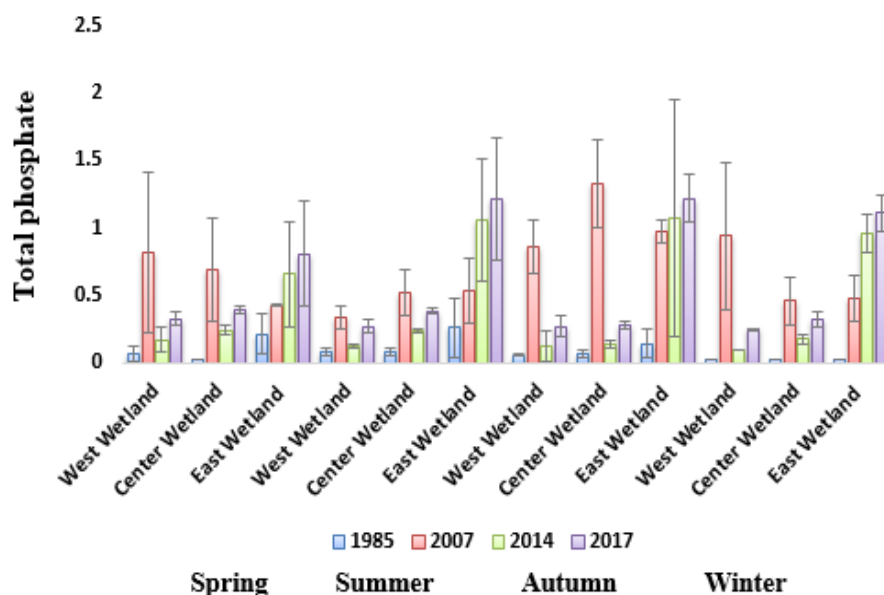 Total phosphate
2.5
2
1.5
1
0.5
0
West Wetland
Center Wetland
East Wetland
West Wetland
Center Wetland
East Wetland
West Wetland
Center Wetland
East Wetland
West Wetland
Center Wetland
East Wetland
1985 2007 2014 2017
Spring Summer Autumn Winter